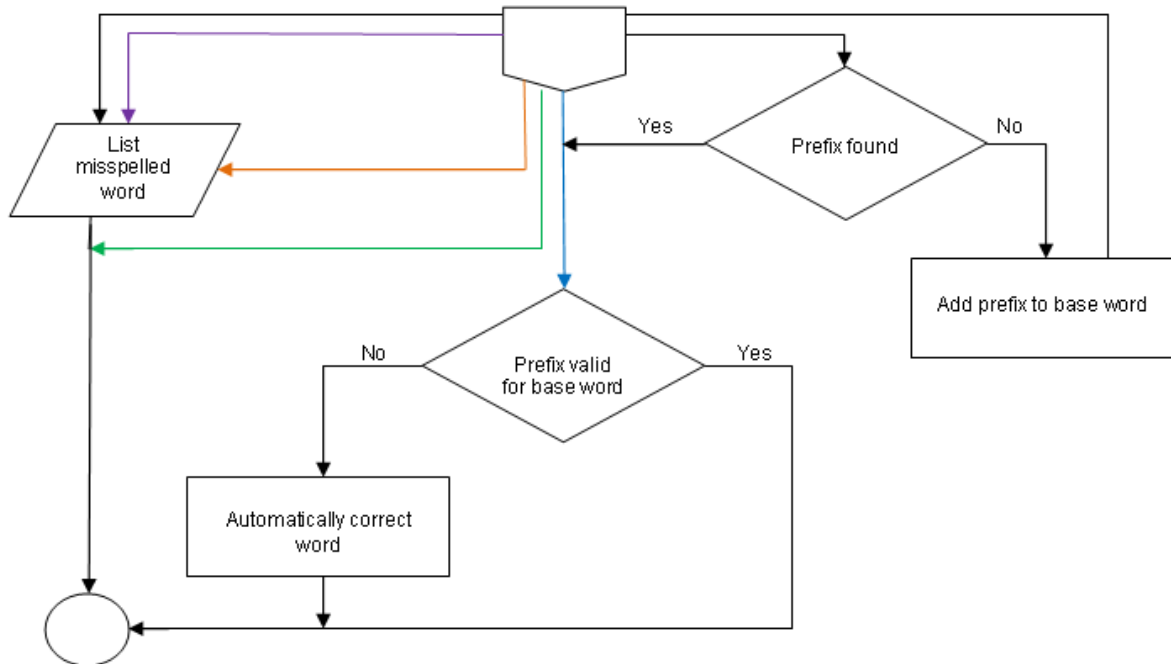 Yes
No
Prefix found
List
misspelled
word
Add prefix to base word
No
Yes
Prefix valid
for base word
Automatically correct
word